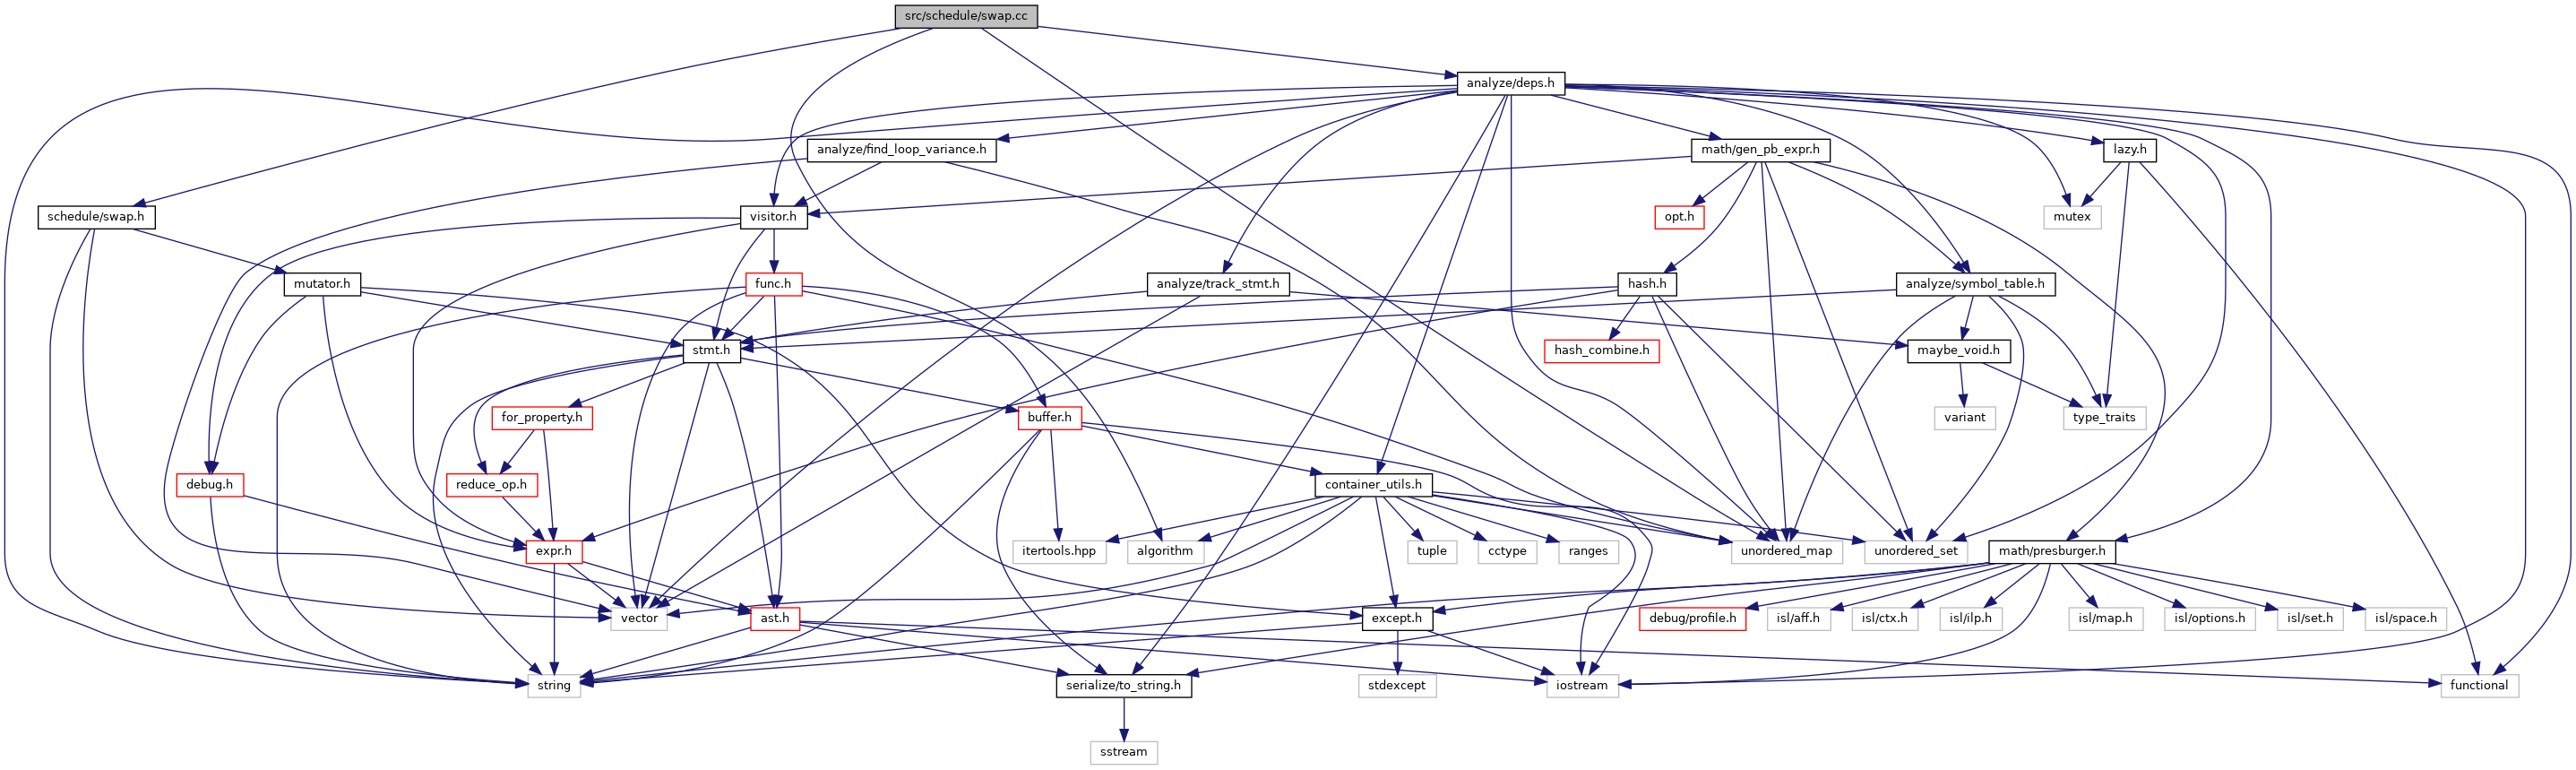 src/schedule/swap.cc
analyze/deps.h
analyze/find_loop_variance.h
math/gen_pb_expr.h
lazy.h
schedule/swap.h
visitor.h
opt.h
mutex
mutator.h
func.h
analyze/track_stmt.h
hash.h
analyze/symbol_table.h
stmt.h
hash_combine.h
maybe_void.h
for_property.h
buffer.h
variant
type_traits
debug.h
reduce_op.h
container_utils.h
expr.h
itertools.hpp
algorithm
tuple
cctype
ranges
unordered_map
unordered_set
math/presburger.h
vector
ast.h
except.h
debug/profile.h
isl/aff.h
isl/ctx.h
isl/ilp.h
isl/map.h
isl/options.h
isl/set.h
isl/space.h
string
serialize/to_string.h
stdexcept
iostream
functional
sstream